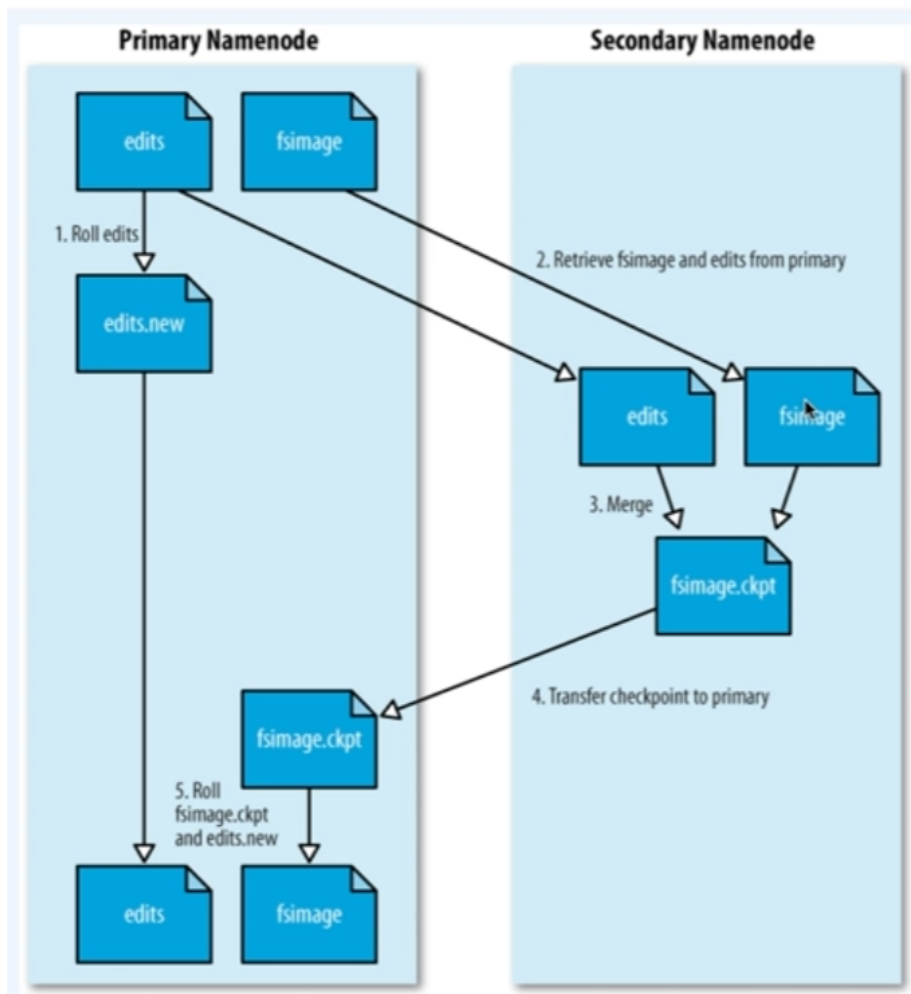 Primary Namenode
Secondary Namenode
edits
fsimage
1. Roll edits
2. Retrieve fsimage and edits from primary
edits.new
edits
fsimage
3. Merge
fsimage.ckpt
4. Transfer checkpoint to primary
fsimage.ckpt
5. Roll
fsimage.ckpt
and edits.new
edits
fsimage